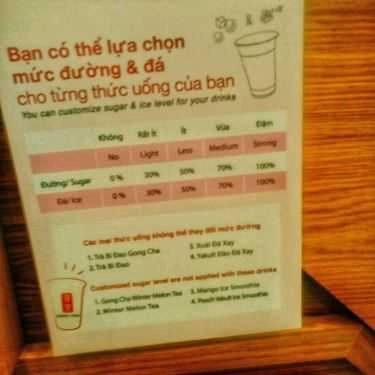 Bạn có thể lựa chọn
mức đường & đá
cho từng thức uống của bạn
You can customize sugar & ice level for your drinks
Không Rất Ít Ít Vừa Đậm
No Light Less Medium Strong
Đường/ Sugar 0 % 30% 50% 70% 100%
Đá/ Ice 0 % 30% 50% 70% 100%
Các loại thức uống không thể thay đổi mức đường
1. Trà Bí Đao Gong Cha 3. Xoài Đá Xay
2. Trà Bí Đao 4. Yakult Đào Đá Xay
Customized sugar level are not applied with these drinks
1. Gong Cha Winter Melon Tea 3. Mango Ice Smoothie
2. Winter Melon Tea 4. Peach Yakult Ice Smoothie